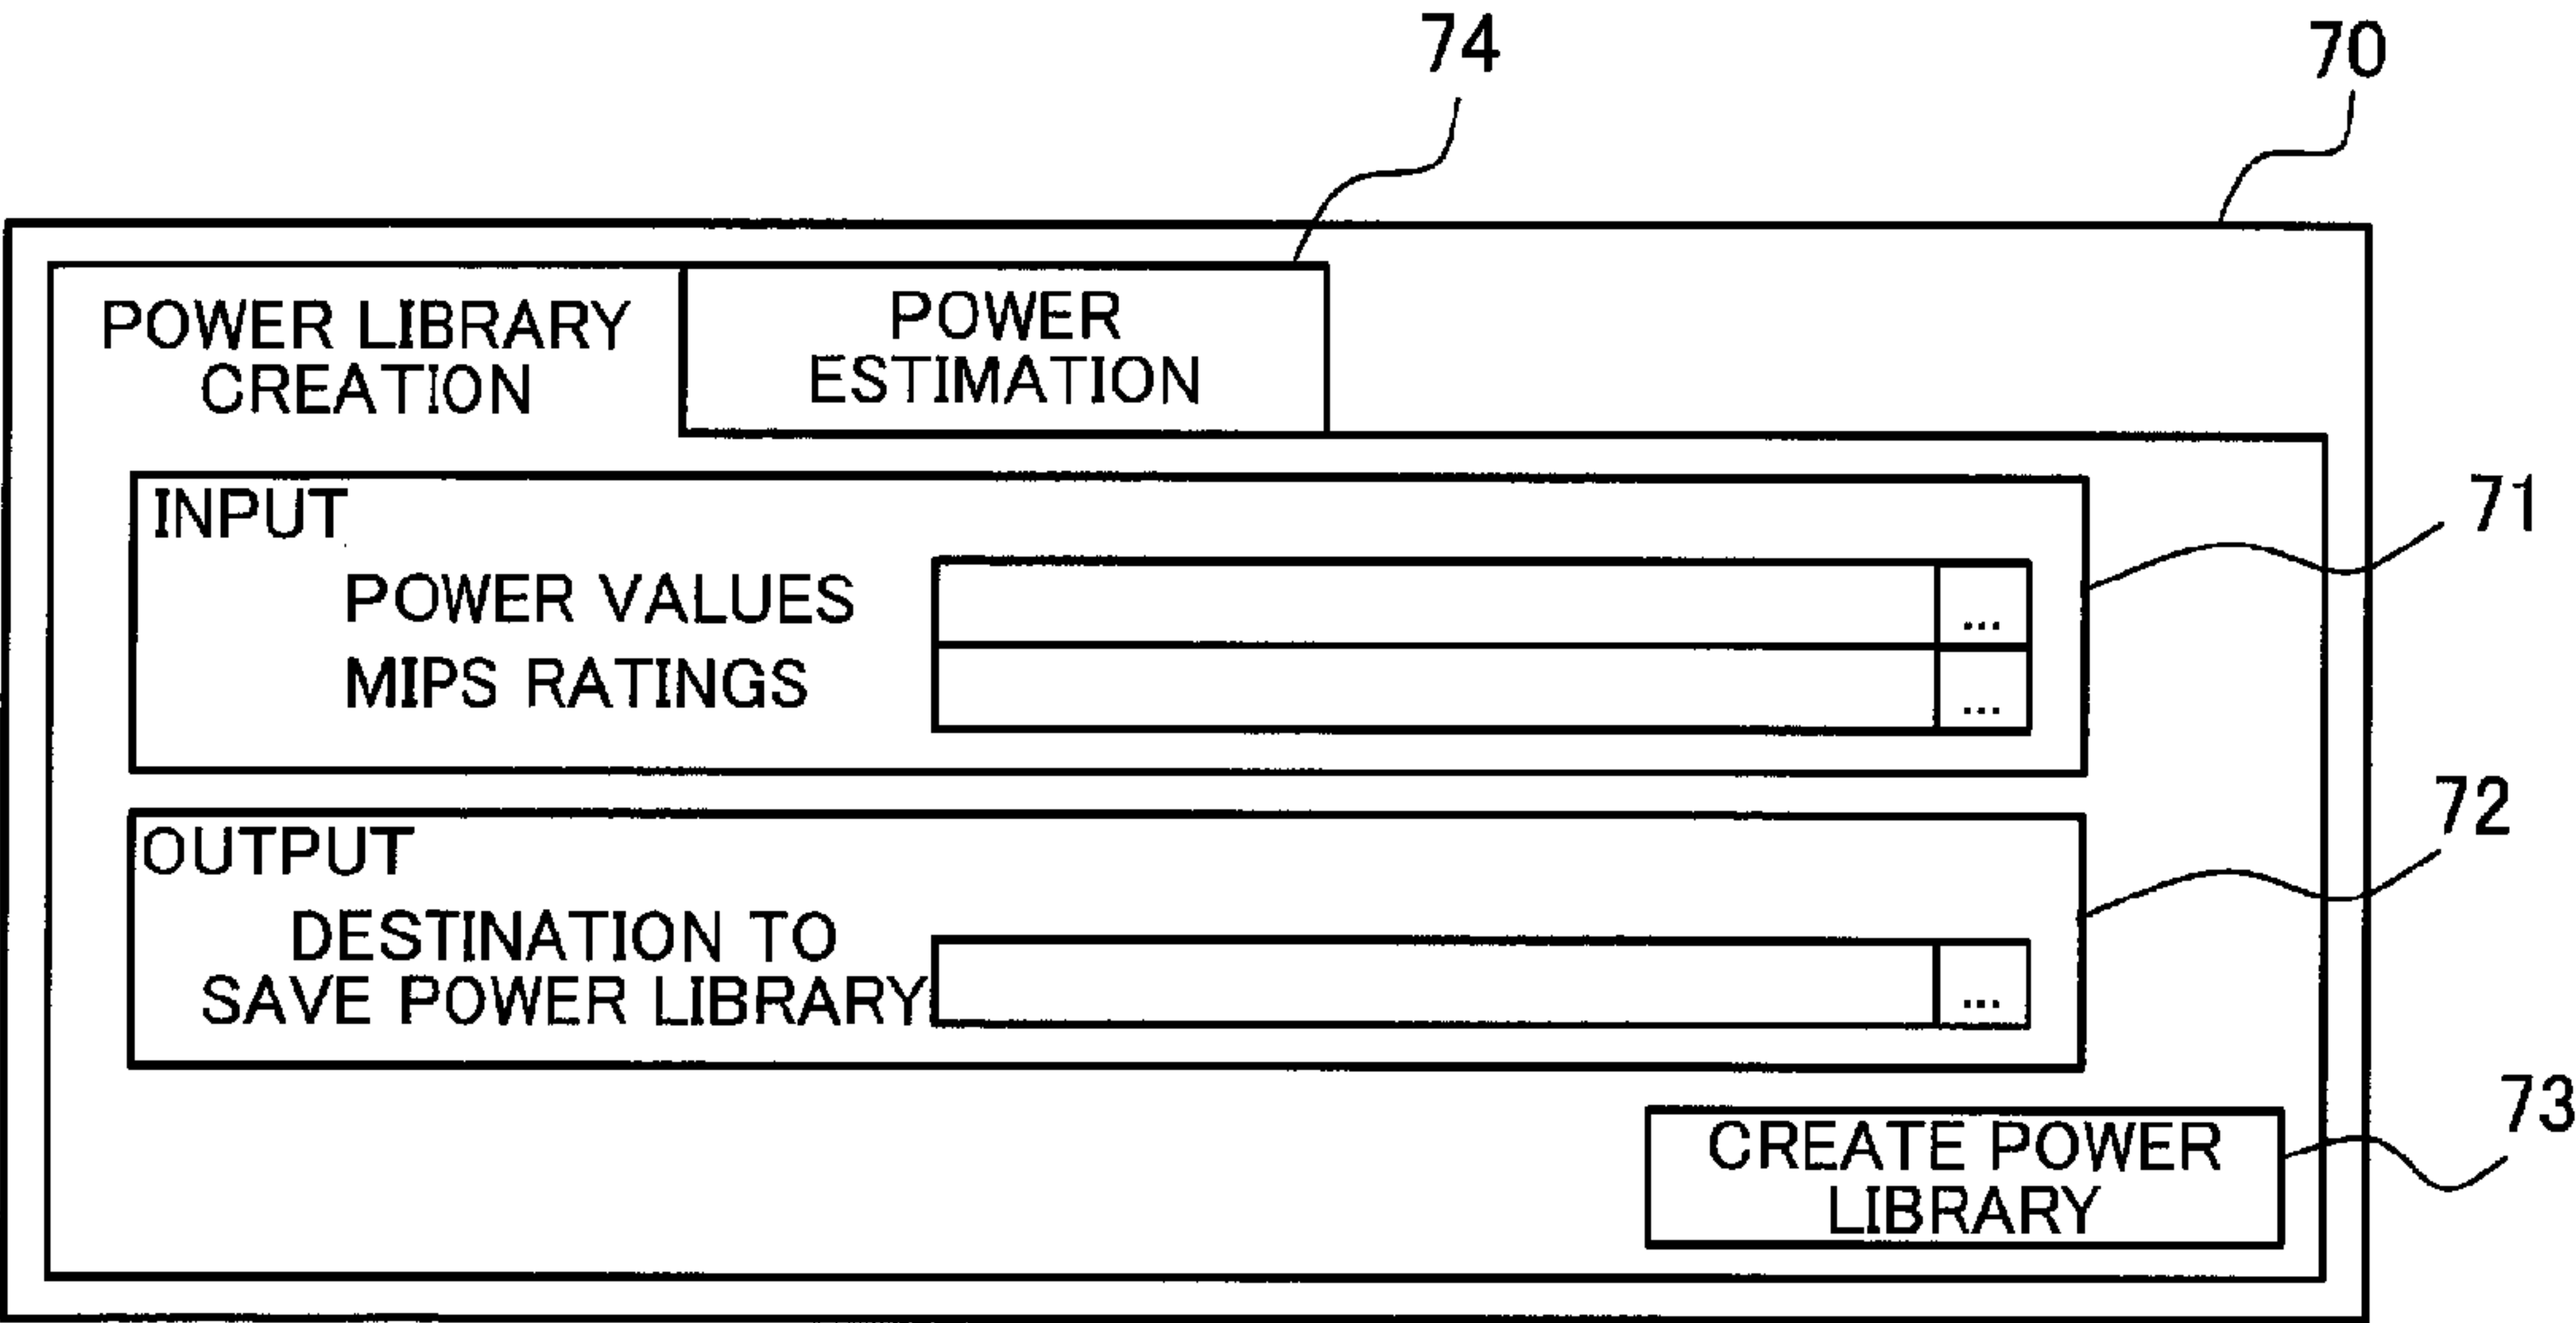 74
70
POWER LIBRARY
CREATION
POWER
ESTIMATION
INPUT
71
POWER VALUES
...
MIPS RATINGS
...
OUTPUT
72
DESTINATION TO
SAVE POWER LIBRARY
...
73
CREATE POWER
LIBRARY